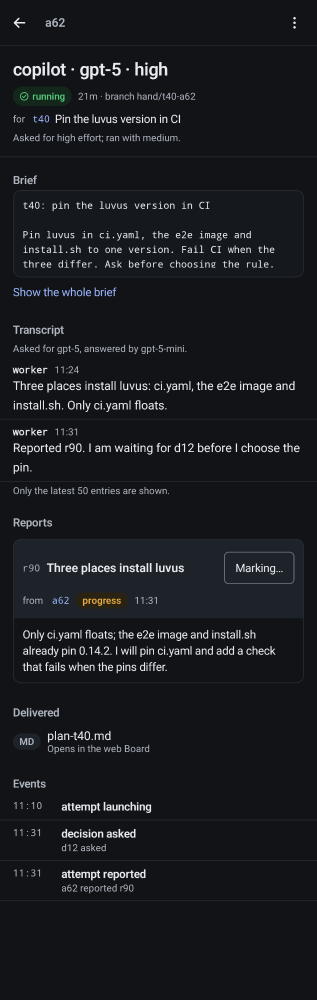 a62
copilot · gpt-5 · high
running 21m · branch hand/t40-a62
for t40 Pin the luvus version in CI
Asked for high effort; ran with medium.
Brief
t40: pin the luvus version in CI
Pin luvus in ci.yaml, the e2e image and
install.sh to one version. Fail CI when the
three differ. Ask before choosing the rule.
Show the whole brief
Transcript
Asked for gpt-5, answered by gpt-5-mini.
worker 11:24
Three places install luvus: ci.yaml, the e2e image and
install.sh. Only ci.yaml floats.
worker 11:31
Reported r90. I am waiting for d12 before I choose the
pin.
Only the latest 50 entries are shown.
Reports
r90 Three places install luvus Marking…
from a62 progress 11:31
Only ci.yaml floats; the e2e image and install.sh
already pin 0.14.2. I will pin ci.yaml and add a check
that fails when the pins differ.
Delivered
MD plan-t40.md
Opens in the web Board
Events
11:10 attempt launching
11:31 decision asked
d12 asked
11:31 attempt reported
a62 reported r90